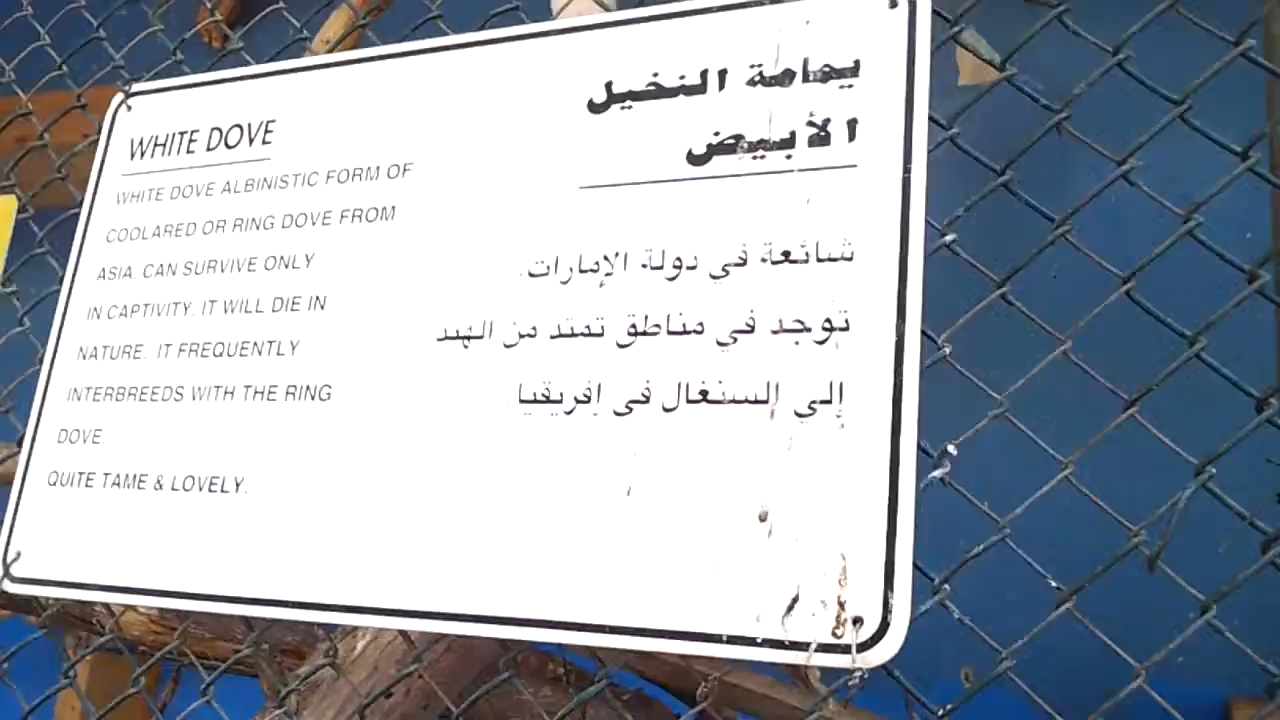 WHITE DOVE
WHITE DOVE ALBINISTIC FORM OF
COOLARED OR RING DOVE FROM
ASIA. CAN SURVIVE ONLY
IN CAPTIVITY. IT WILL DIE IN
NATURE. IT FREQUENTLY
INTERBREEDS WITH THE RING
DOVE.
QUITE TAME & LOVELY.
يمامة النخيل
الأبيض
شائعة في دولة الإمارات.
توجد في مناطق تمتد من الهند
إلي السنغال فى إفريقيا